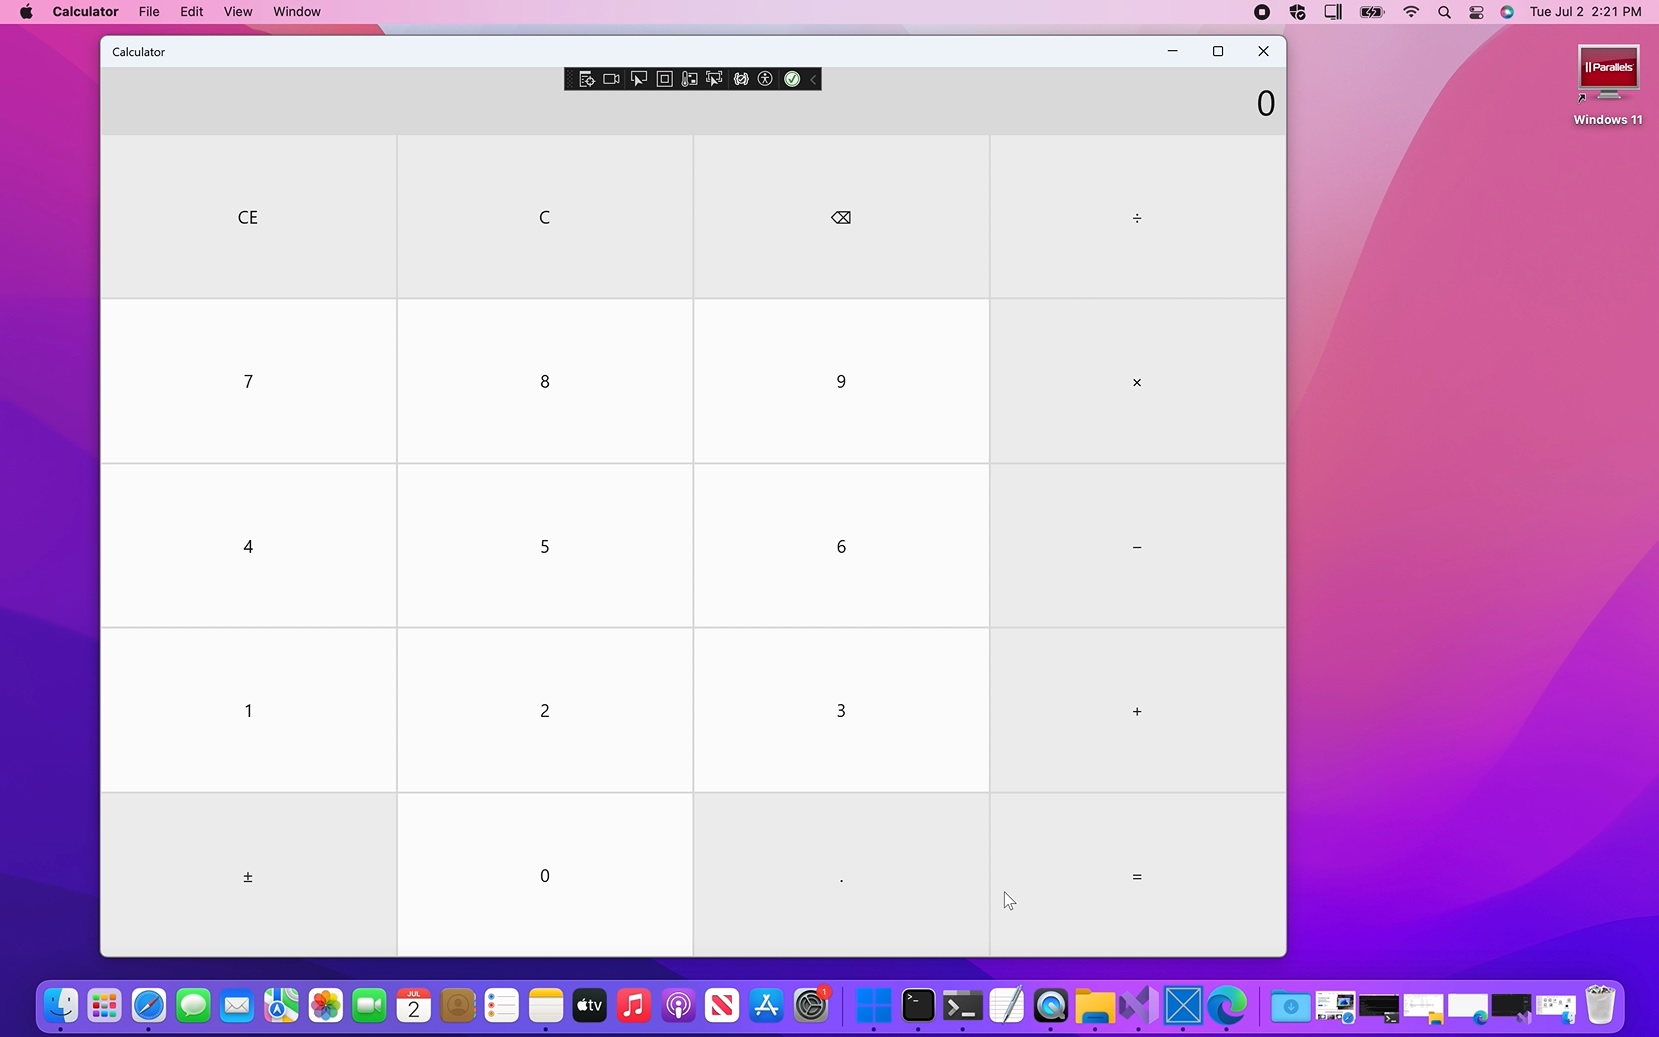 Calculator File Edit View Window Tue Jul 2 2:21 PM
Calculator
0
CE C ⌫ ÷
7 8 9 ×
4 5 6 −
1 2 3 +
± 0 . =
Parallels
Windows 11
JUL
2
tv
1